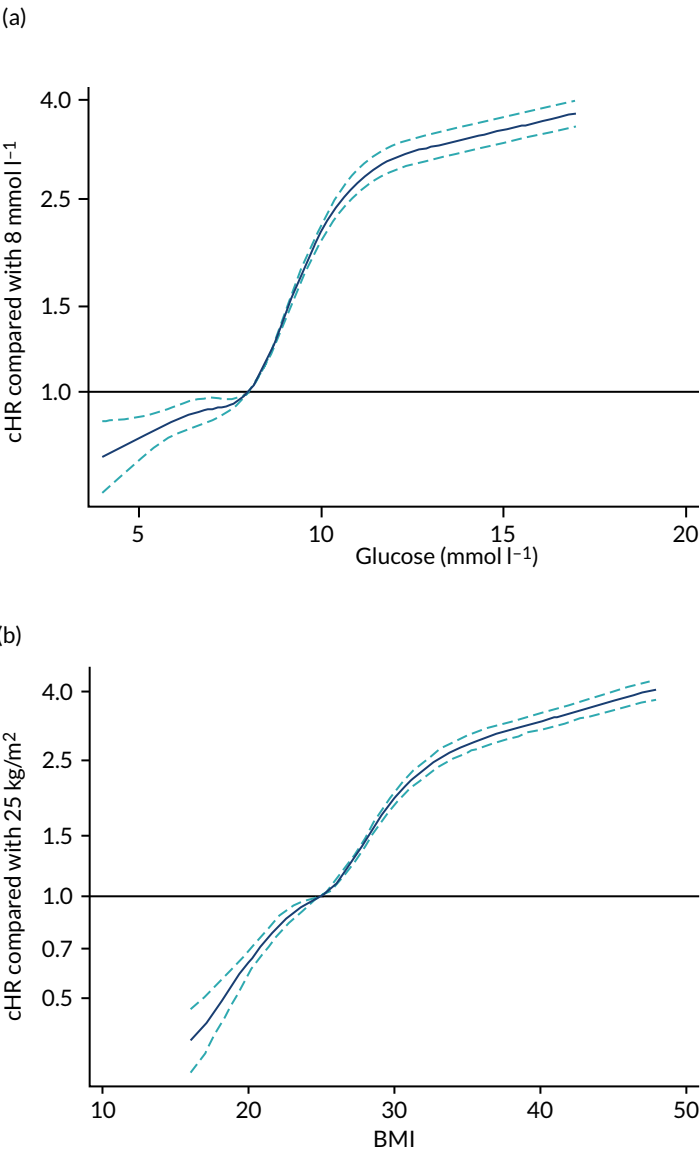 (a)
cHR compared with 8 mmol l⁻¹
4.0
2.5
1.5
1.0
5 10 15 20
Glucose (mmol l⁻¹)
(b)
cHR compared with 25 kg/m²
4.0
2.5
1.5
1.0
0.7
0.5
10 20 30 40 50
BMI